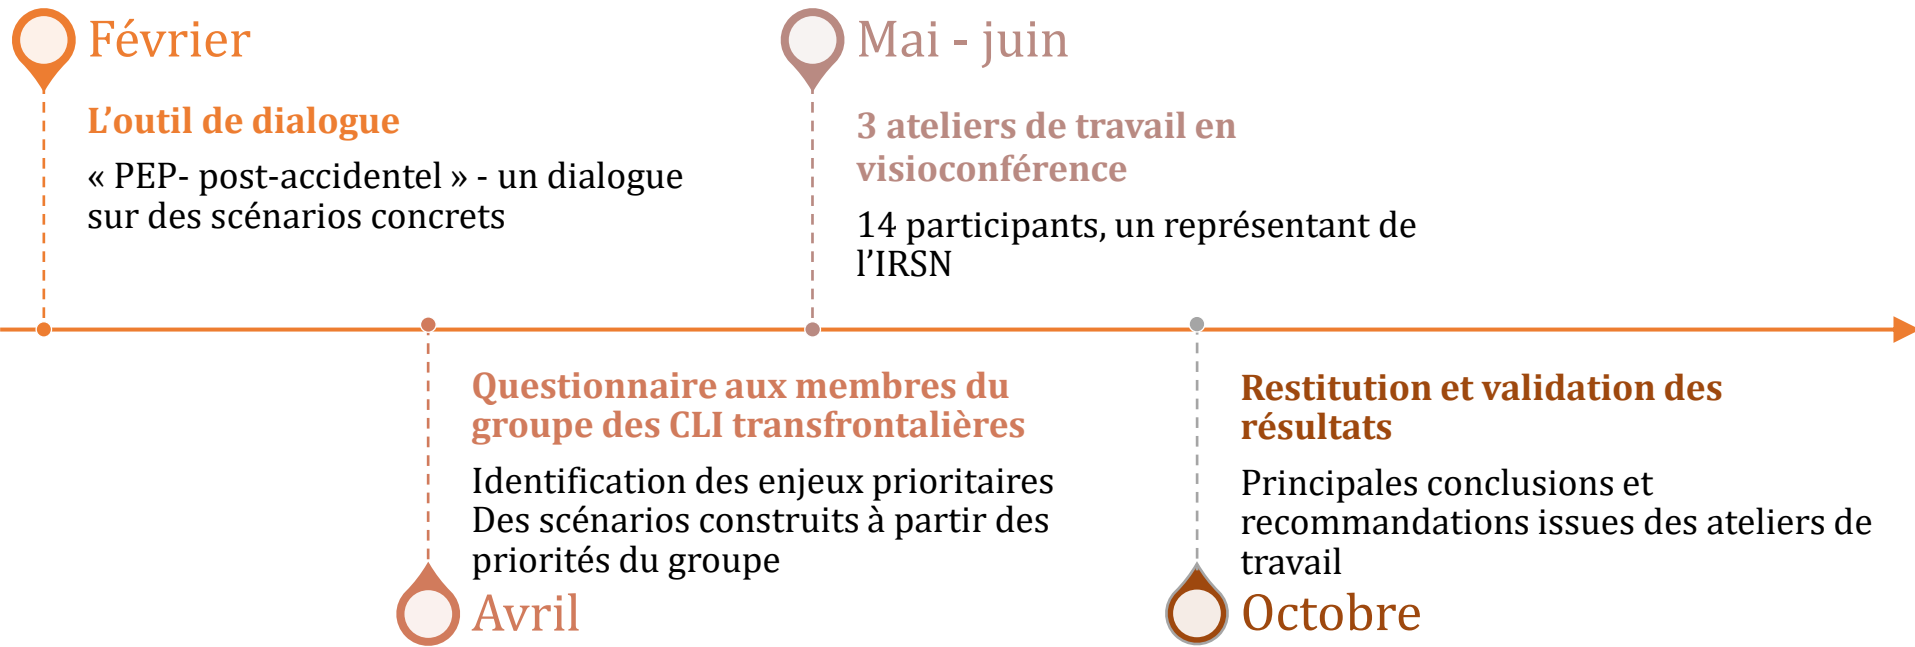 Février
L’outil de dialogue
« PEP- post-accidentel » - un dialogue
sur des scénarios concrets
Questionnaire aux membres du
groupe des CLI transfrontalières
Identification des enjeux prioritaires
Des scénarios construits à partir des
priorités du groupe
Avril
Mai - juin
3 ateliers de travail en
visioconférence
14 participants, un représentant de
l’IRSN
Restitution et validation des
résultats
Principales conclusions et
recommandations issues des ateliers de
travail
Octobre